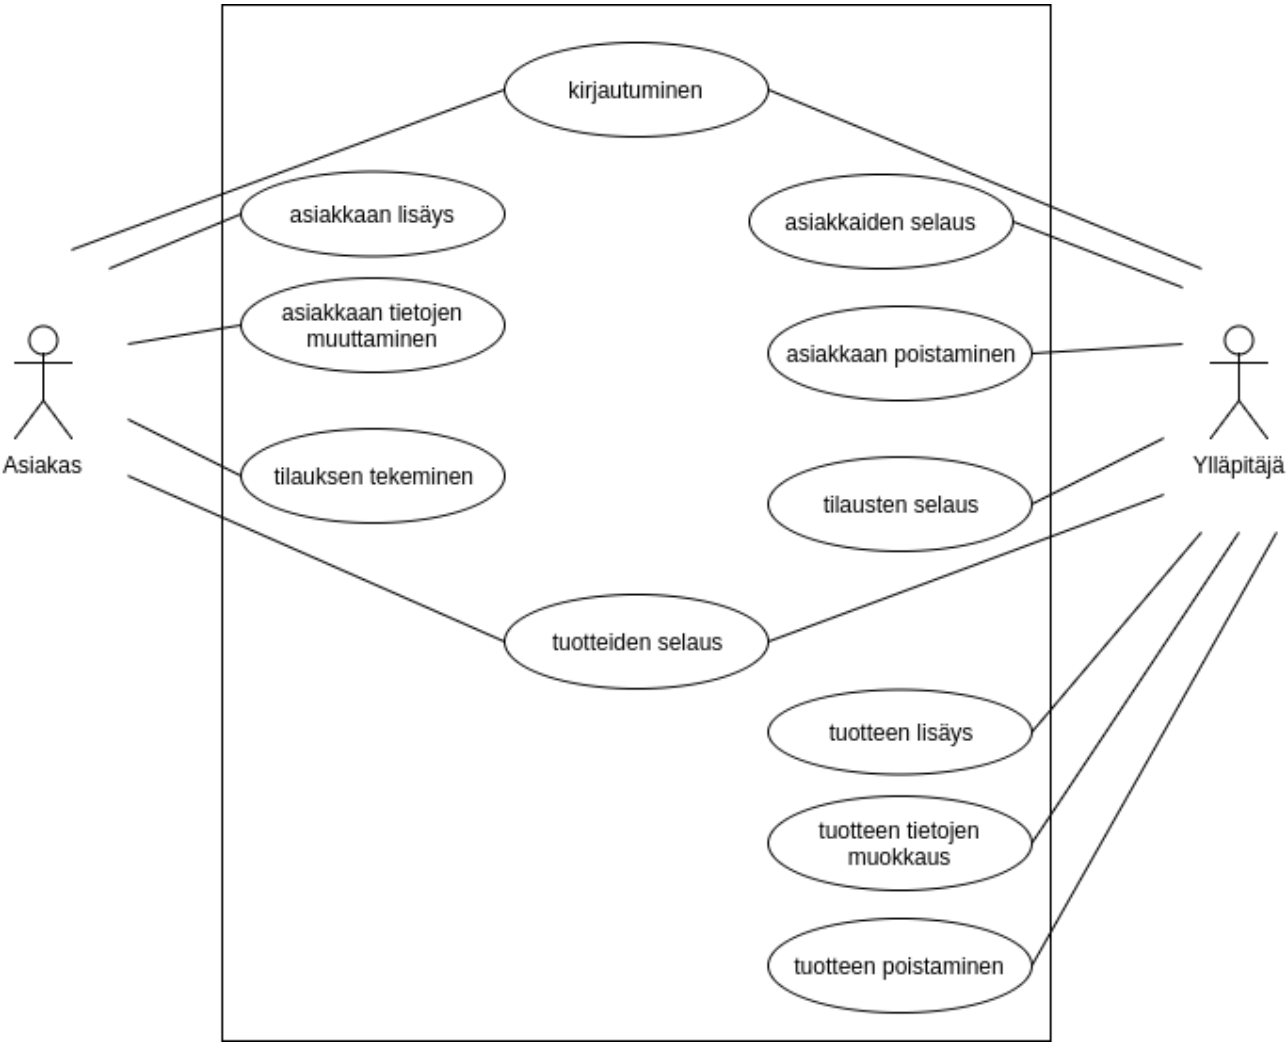 kirjautuminen
asiakkaan lisäys
asiakkaiden selaus
asiakkaan tietojen
muuttaminen
asiakkaan poistaminen
Asiakas
Ylläpitäjä
tilauksen tekeminen
tilausten selaus
tuotteiden selaus
tuotteen lisäys
tuotteen tietojen
muokkaus
tuotteen poistaminen